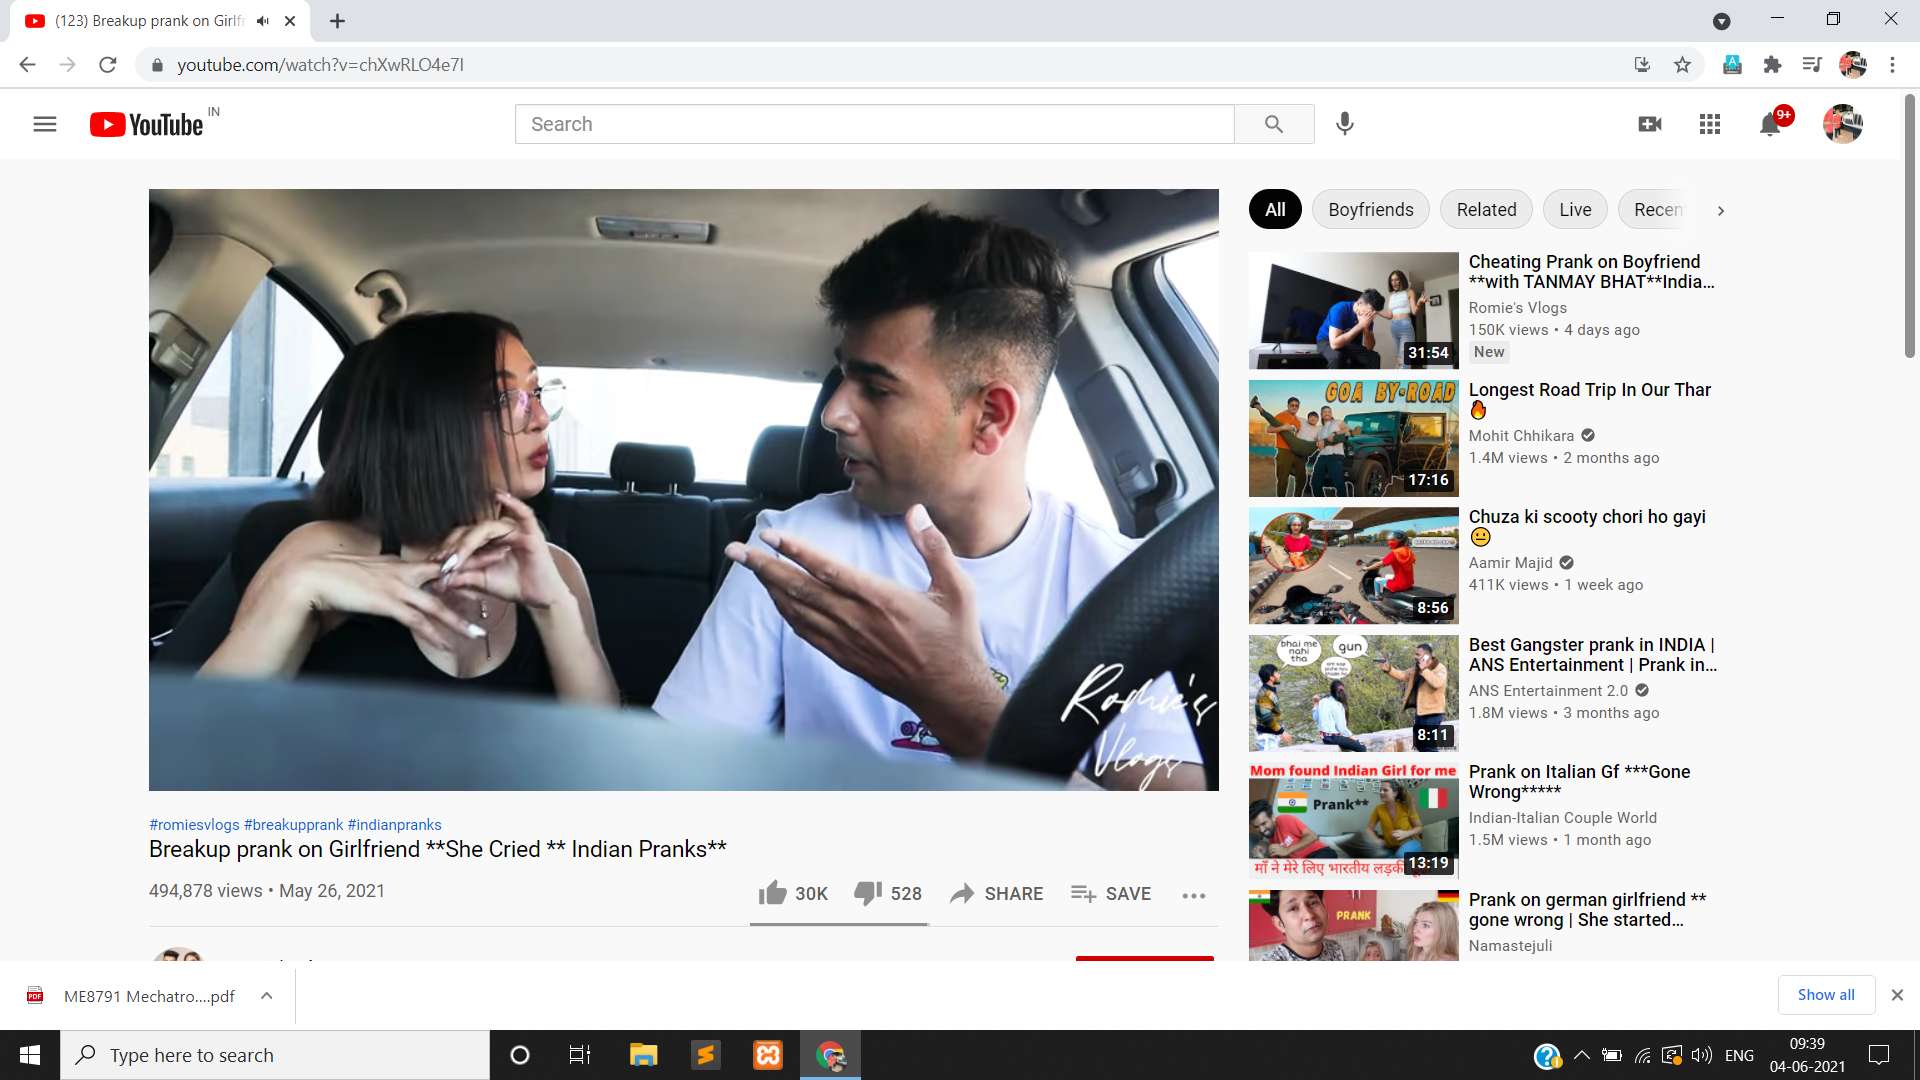 (123) Breakup prank on Girlf
youtube.com/watch?v=chXwRLO4e7I
YouTube IN
Search
9+
Romie's
Vlogs
#romiesvlogs #breakupprank #indianpranks
Breakup prank on Girlfriend **She Cried ** Indian Pranks**
494,878 views • May 26, 2021
30K
528
SHARE
SAVE
All
Boyfriends
Related
Live
Recen
31:54
Cheating Prank on Boyfriend
**with TANMAY BHAT**India...
Romie's Vlogs
150K views • 4 days ago
New
GOA BY-ROAD
17:16
Longest Road Trip In Our Thar
🔥
Mohit Chhikara
1.4M views • 2 months ago
8:56
Chuza ki scooty chori ho gayi
😐
Aamir Majid
411K views • 1 week ago
bhai me
nahi
tha
gun
8:11
Best Gangster prank in INDIA |
ANS Entertainment | Prank in...
ANS Entertainment 2.0
1.8M views • 3 months ago
Mom found Indian Girl for me
Prank**
माँ ने मेरे लिए भारतीय लड़की
13:19
Prank on Italian Gf ***Gone
Wrong*****
Indian-Italian Couple World
1.5M views • 1 month ago
PRANK
Prank on german girlfriend **
gone wrong | She started...
Namastejuli
ME8791 Mechatro....pdf
Show all
Type here to search
ENG
09:39
04-06-2021